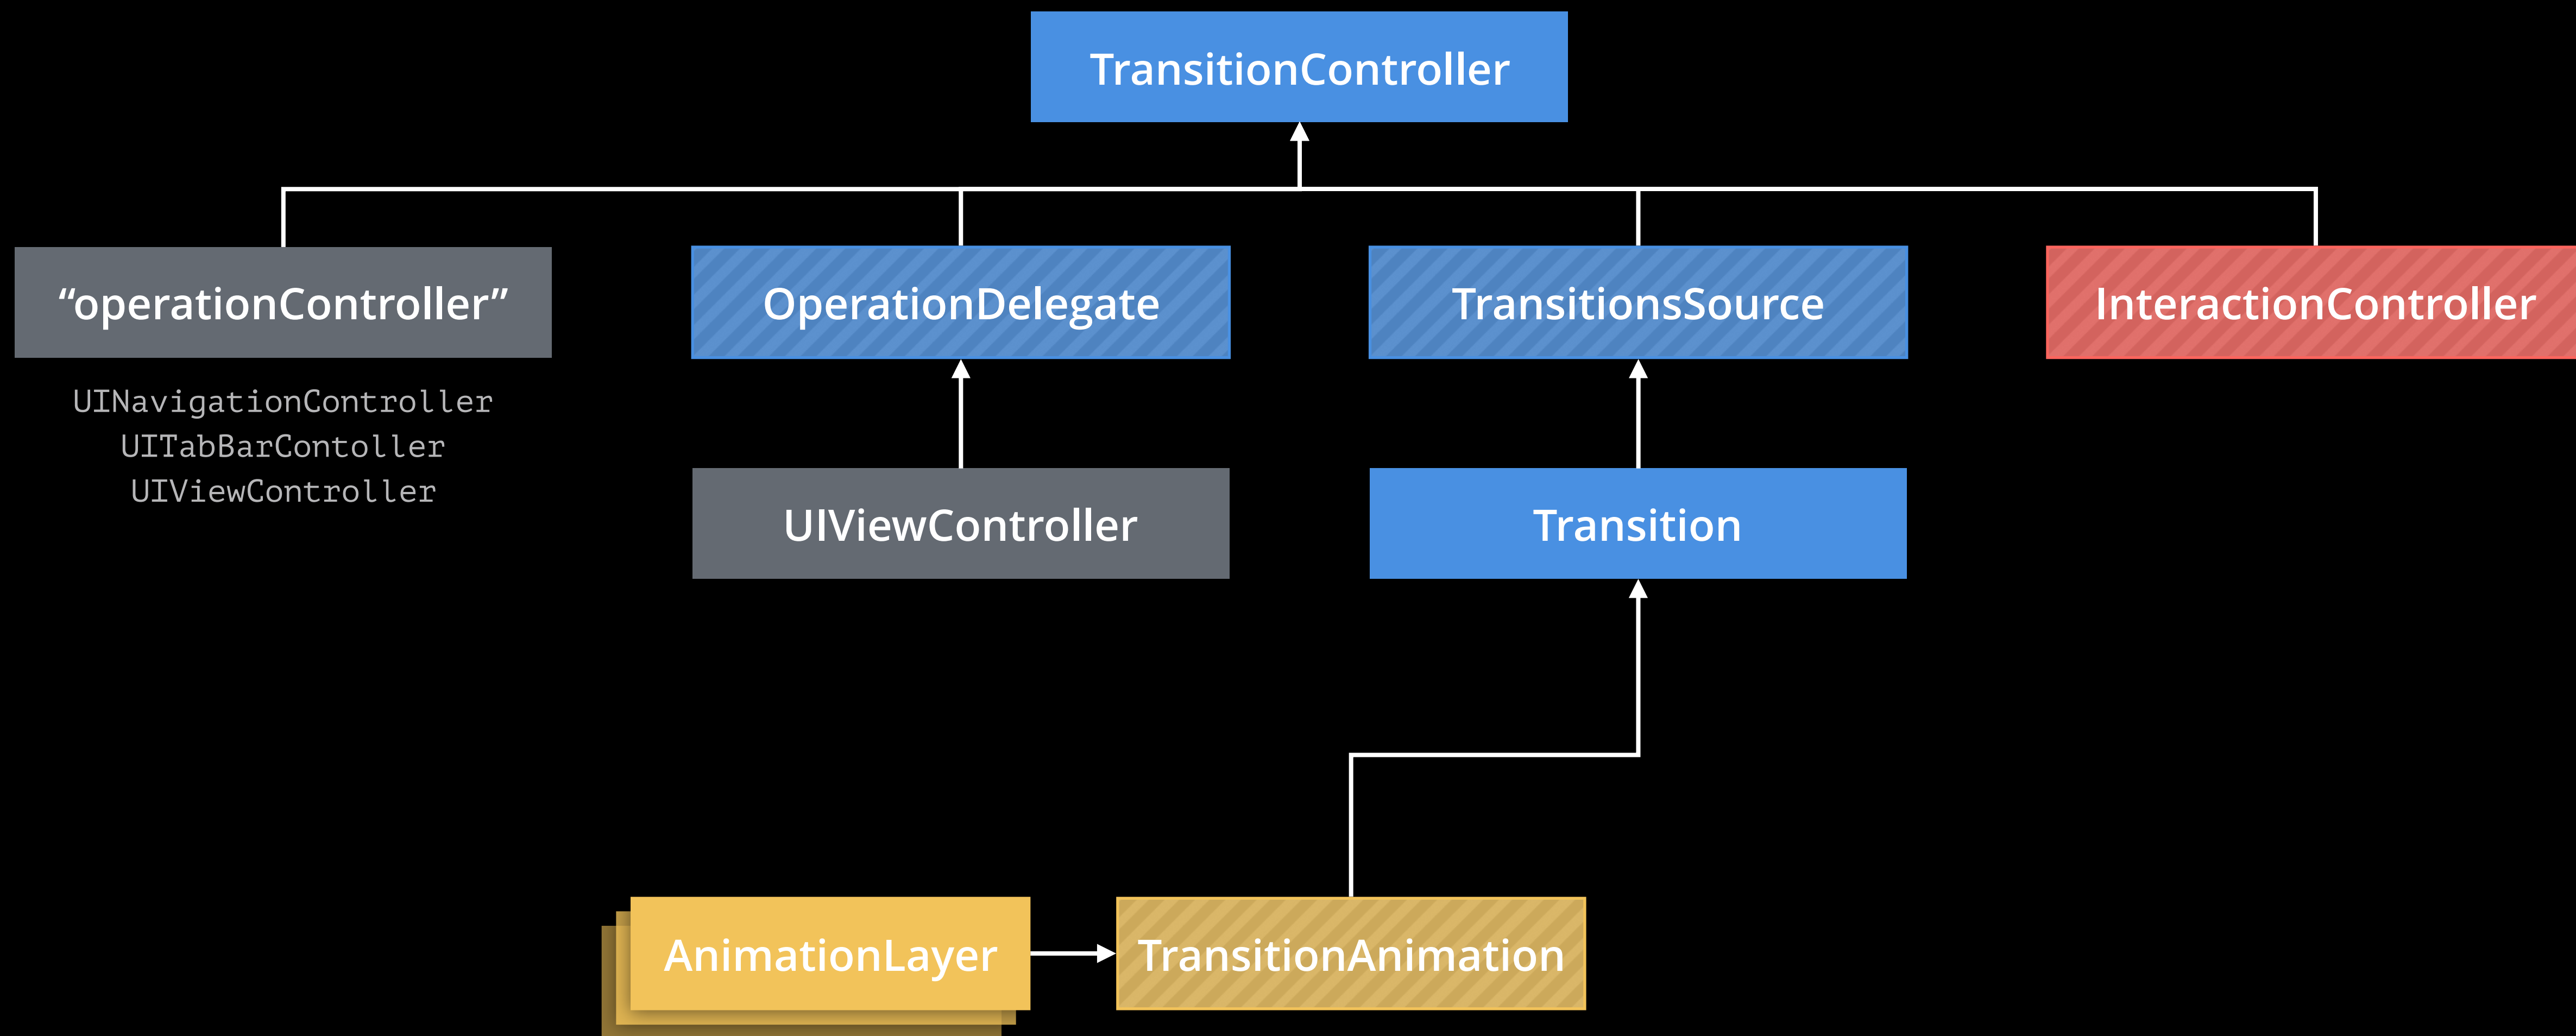 TransitionController
“operationController”
OperationDelegate
TransitionsSource
InteractionController
UINavigationController
UITabBarContoller
UIViewController
UIViewController
Transition
AnimationLayer
TransitionAnimation